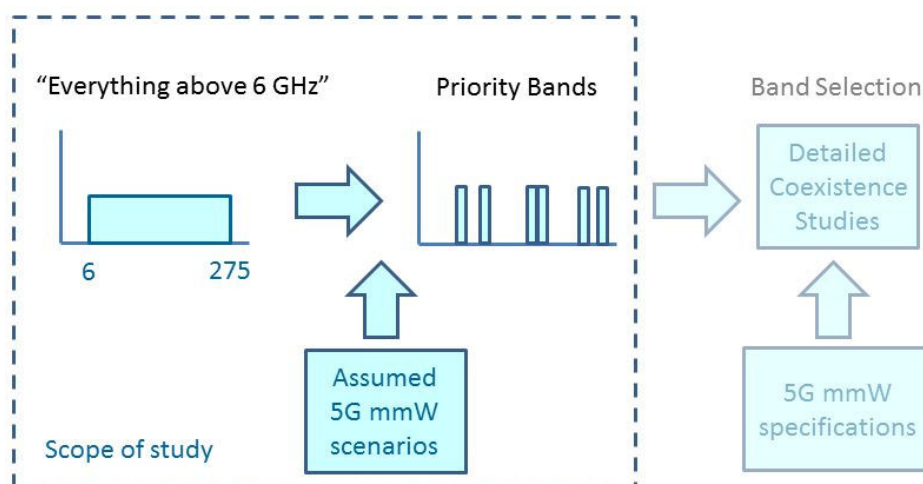 “Everything above 6 GHz”
Priority Bands
Band Selection
6
275
Detailed
Coexistence
Studies
Assumed
5G mmW
scenarios
5G mmW
specifications
Scope of study